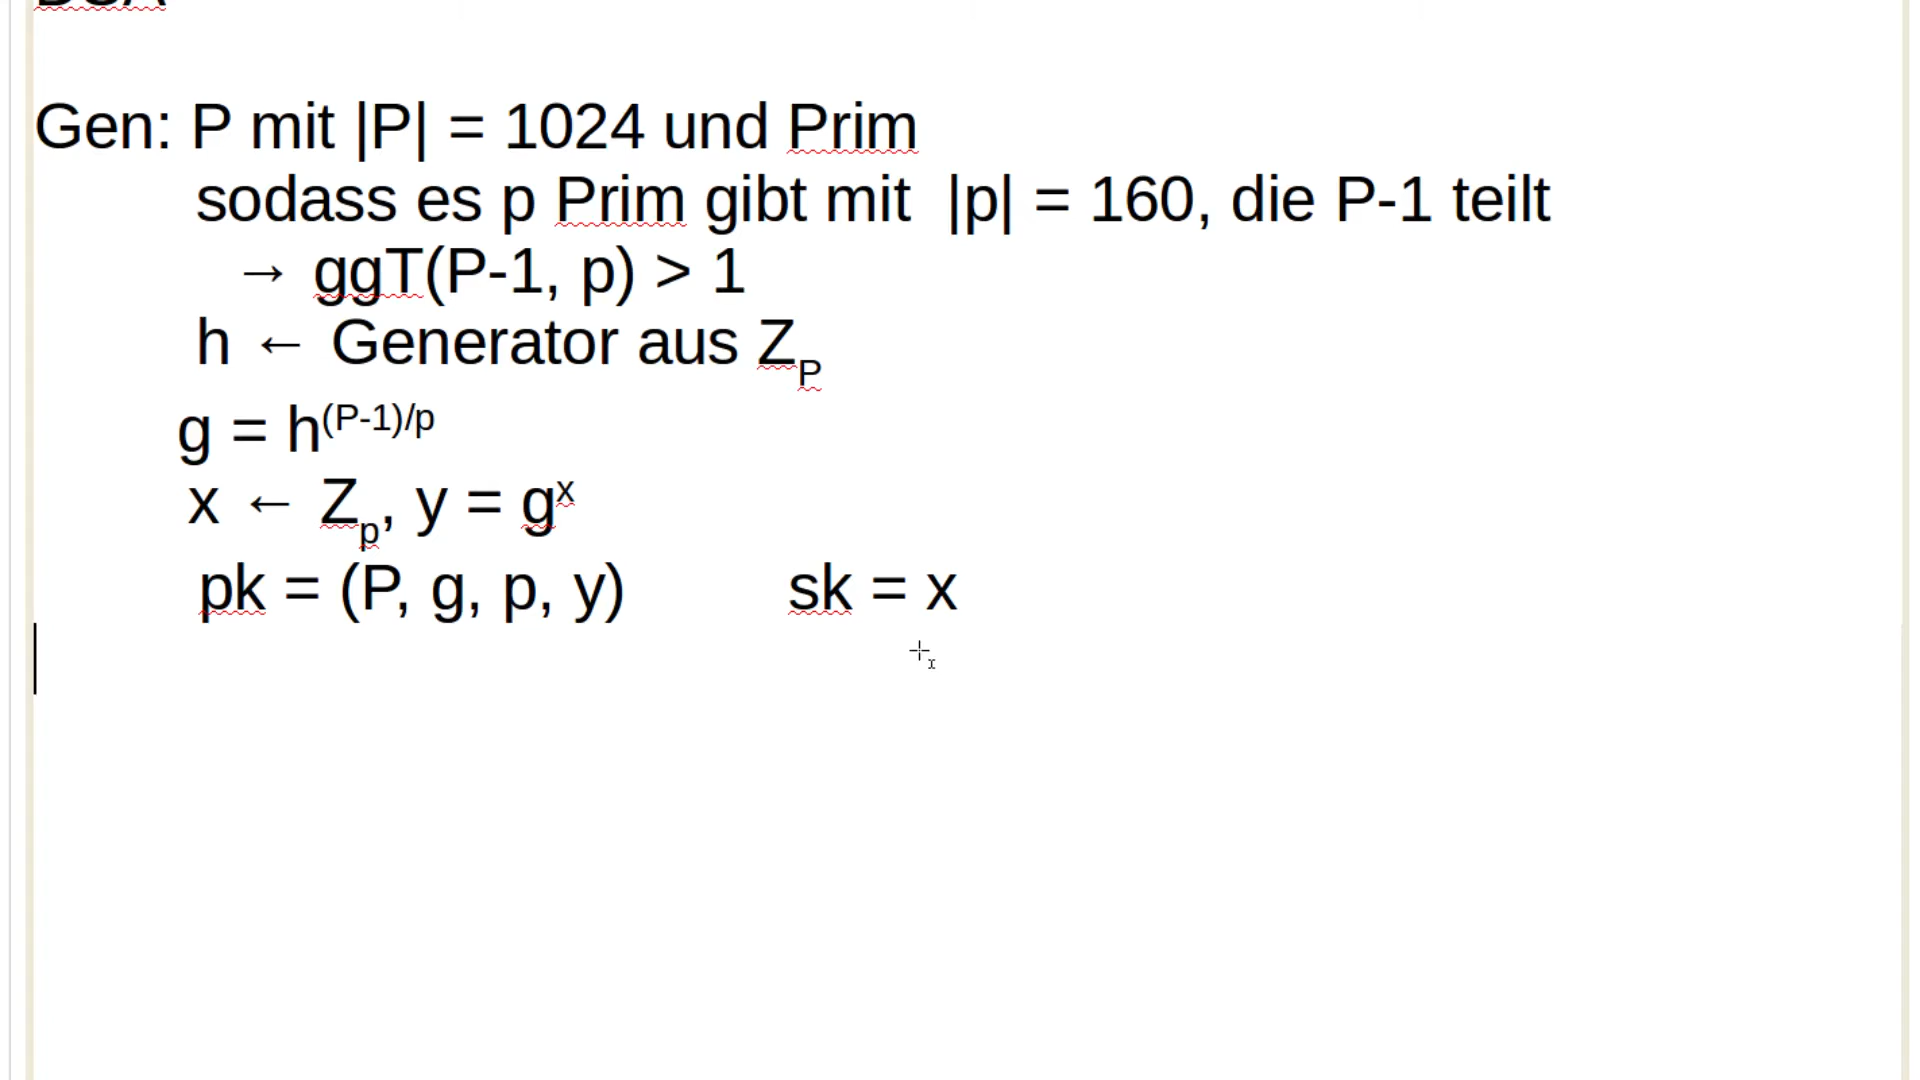 DSA
Gen: P mit |P| = 1024 und Prim
sodass es p Prim gibt mit |p| = 160, die P-1 teilt
→ ggT(P-1, p) > 1
h ← Generator aus Z_P
g = h^(P-1)/p
x ← Z_p, y = g^x
pk = (P, g, p, y) sk = x